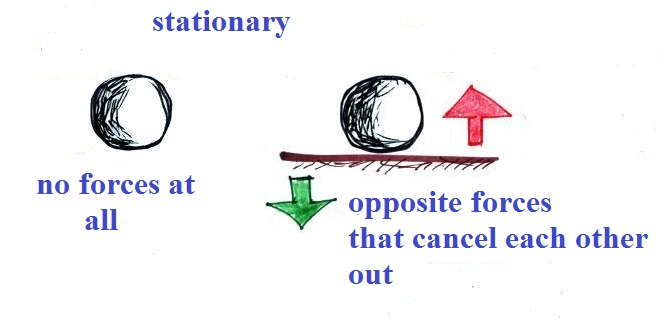 stationary
no forces at
all
opposite forces
that cancel each other
out